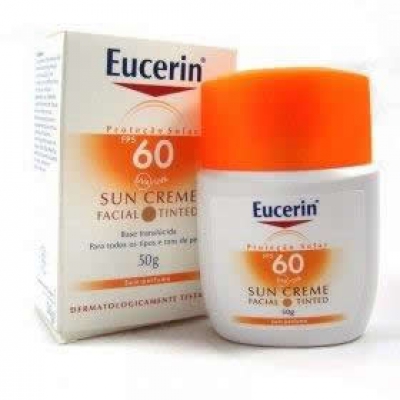 Eucerin®
Proteção Solar
FPS 60
SUN CREME
FACIAL TINTED
Base translúcida
Para todos os tipos e tons de pele
50g
Sem perfume
DERMATOLOGICAMENTE TESTA
Eucerin®
Proteção Solar
FPS 60
SUN CREME
FACIAL TINTED
Sem perfume
50g